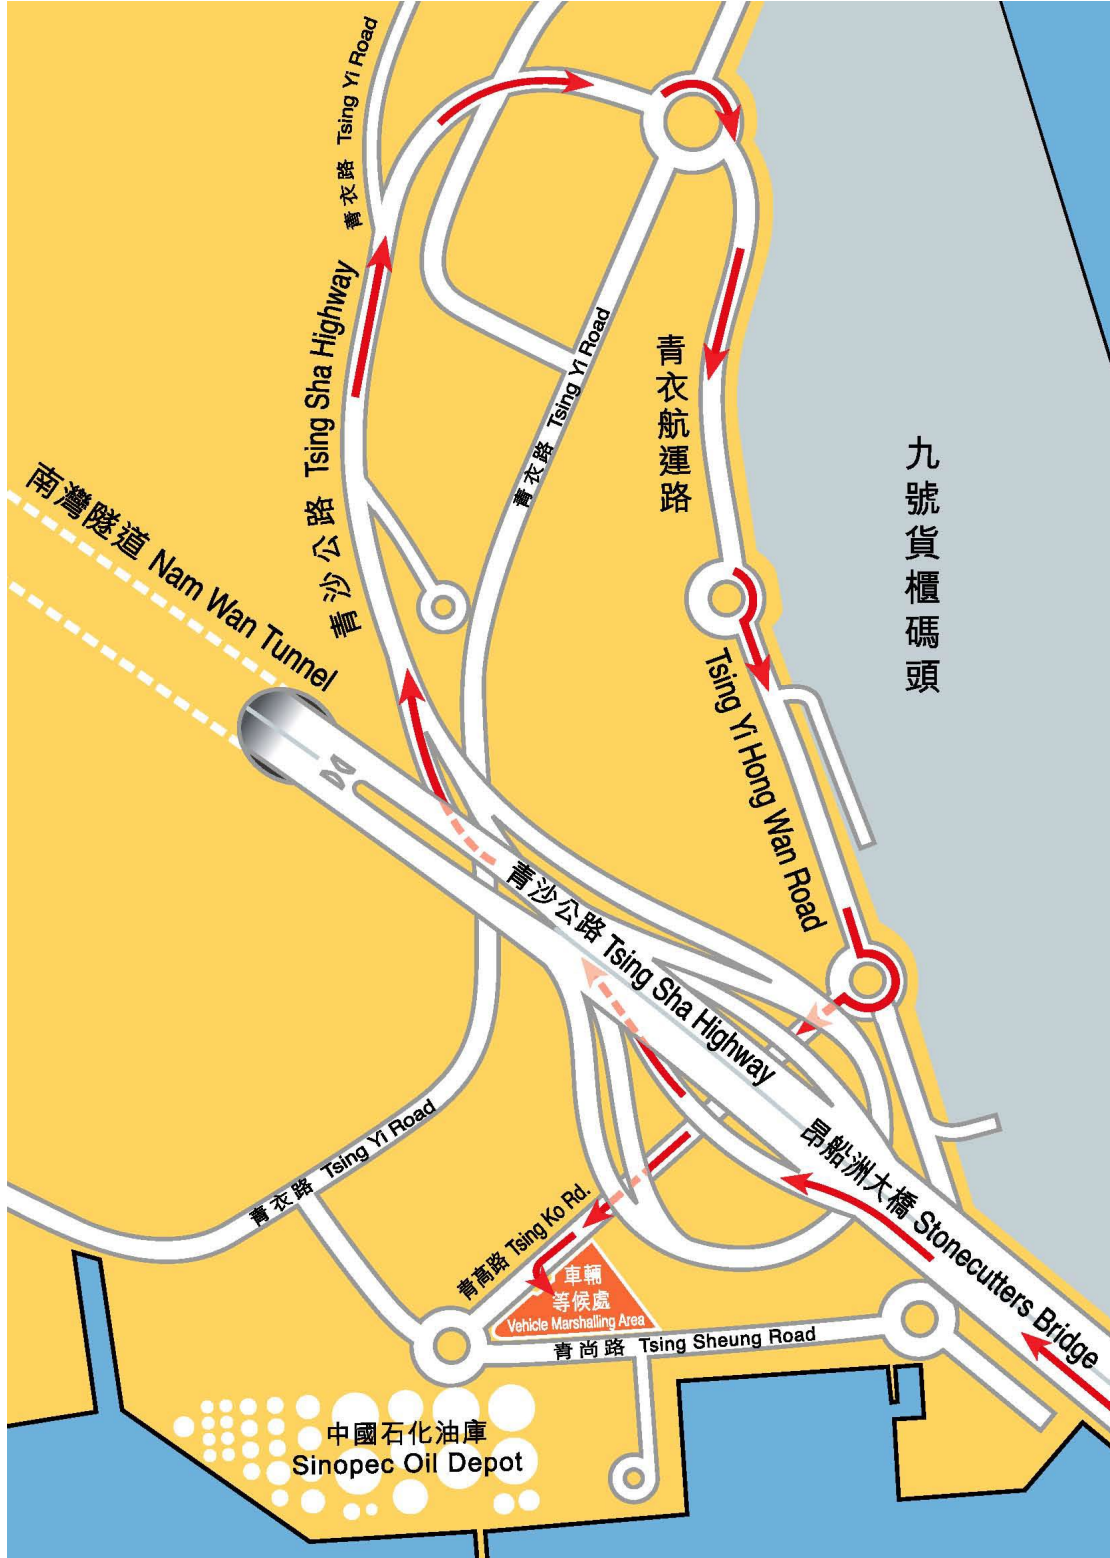 青衣路 Tsing Yi Road
青沙公路 Tsing Sha Highway
青衣路 Tsing Yi Road
青衣航運路
九號貨櫃碼頭
南灣隧道 Nam Wan Tunnel
Tsing Yi Hong Wan Road
青沙公路 Tsing Sha Highway
昂船洲大橋 Stonecutters Bridge
青衣路 Tsing Yi Road
青高路 Tsing Ko Rd.
車輛
等候處
Vehicle Marshalling Area
青尚路 Tsing Sheung Road
中國石化油庫
Sinopec Oil Depot